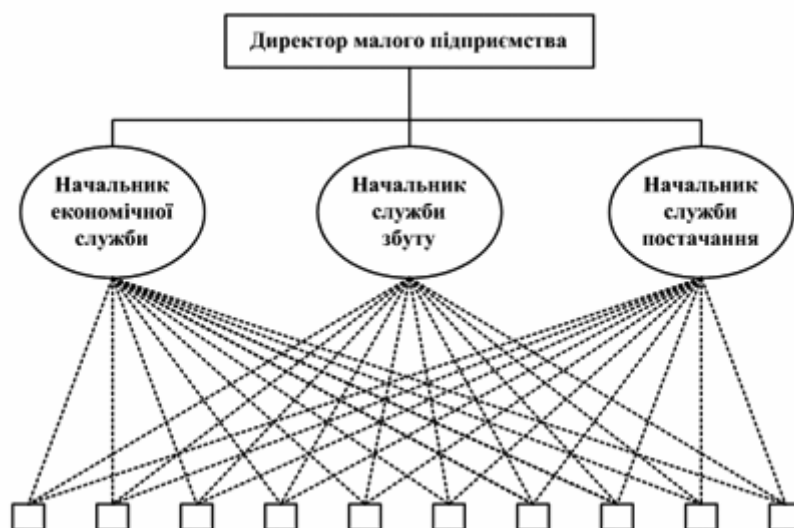 Директор малого підприємства
Начальник
економічної
служби
Начальник
служби
збуту
Начальник
служби
постачання